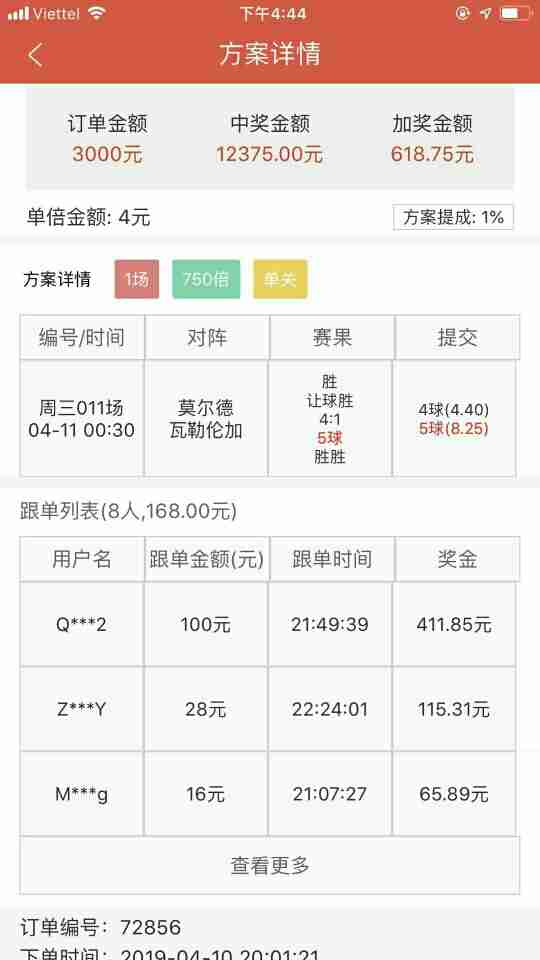 Viettel 下午4:44
方案详情
订单金额 中奖金额 加奖金额
3000元 12375.00元 618.75元
单倍金额: 4元 方案提成: 1%
方案详情 1场 750倍 单关
编号/时间 对阵 赛果 提交
周三011场
04-11 00:30
莫尔德
瓦勒伦加
胜
让球胜
4:1
5球
胜胜
4球(4.40)
5球(8.25)
跟单列表(8人,168.00元)
用户名 跟单金额(元) 跟单时间 奖金
Q***2 100元 21:49:39 411.85元
Z***Y 28元 22:24:01 115.31元
M***g 16元 21:07:27 65.89元
查看更多
订单编号: 72856
下单时间: 2019-04-10 20:01:21